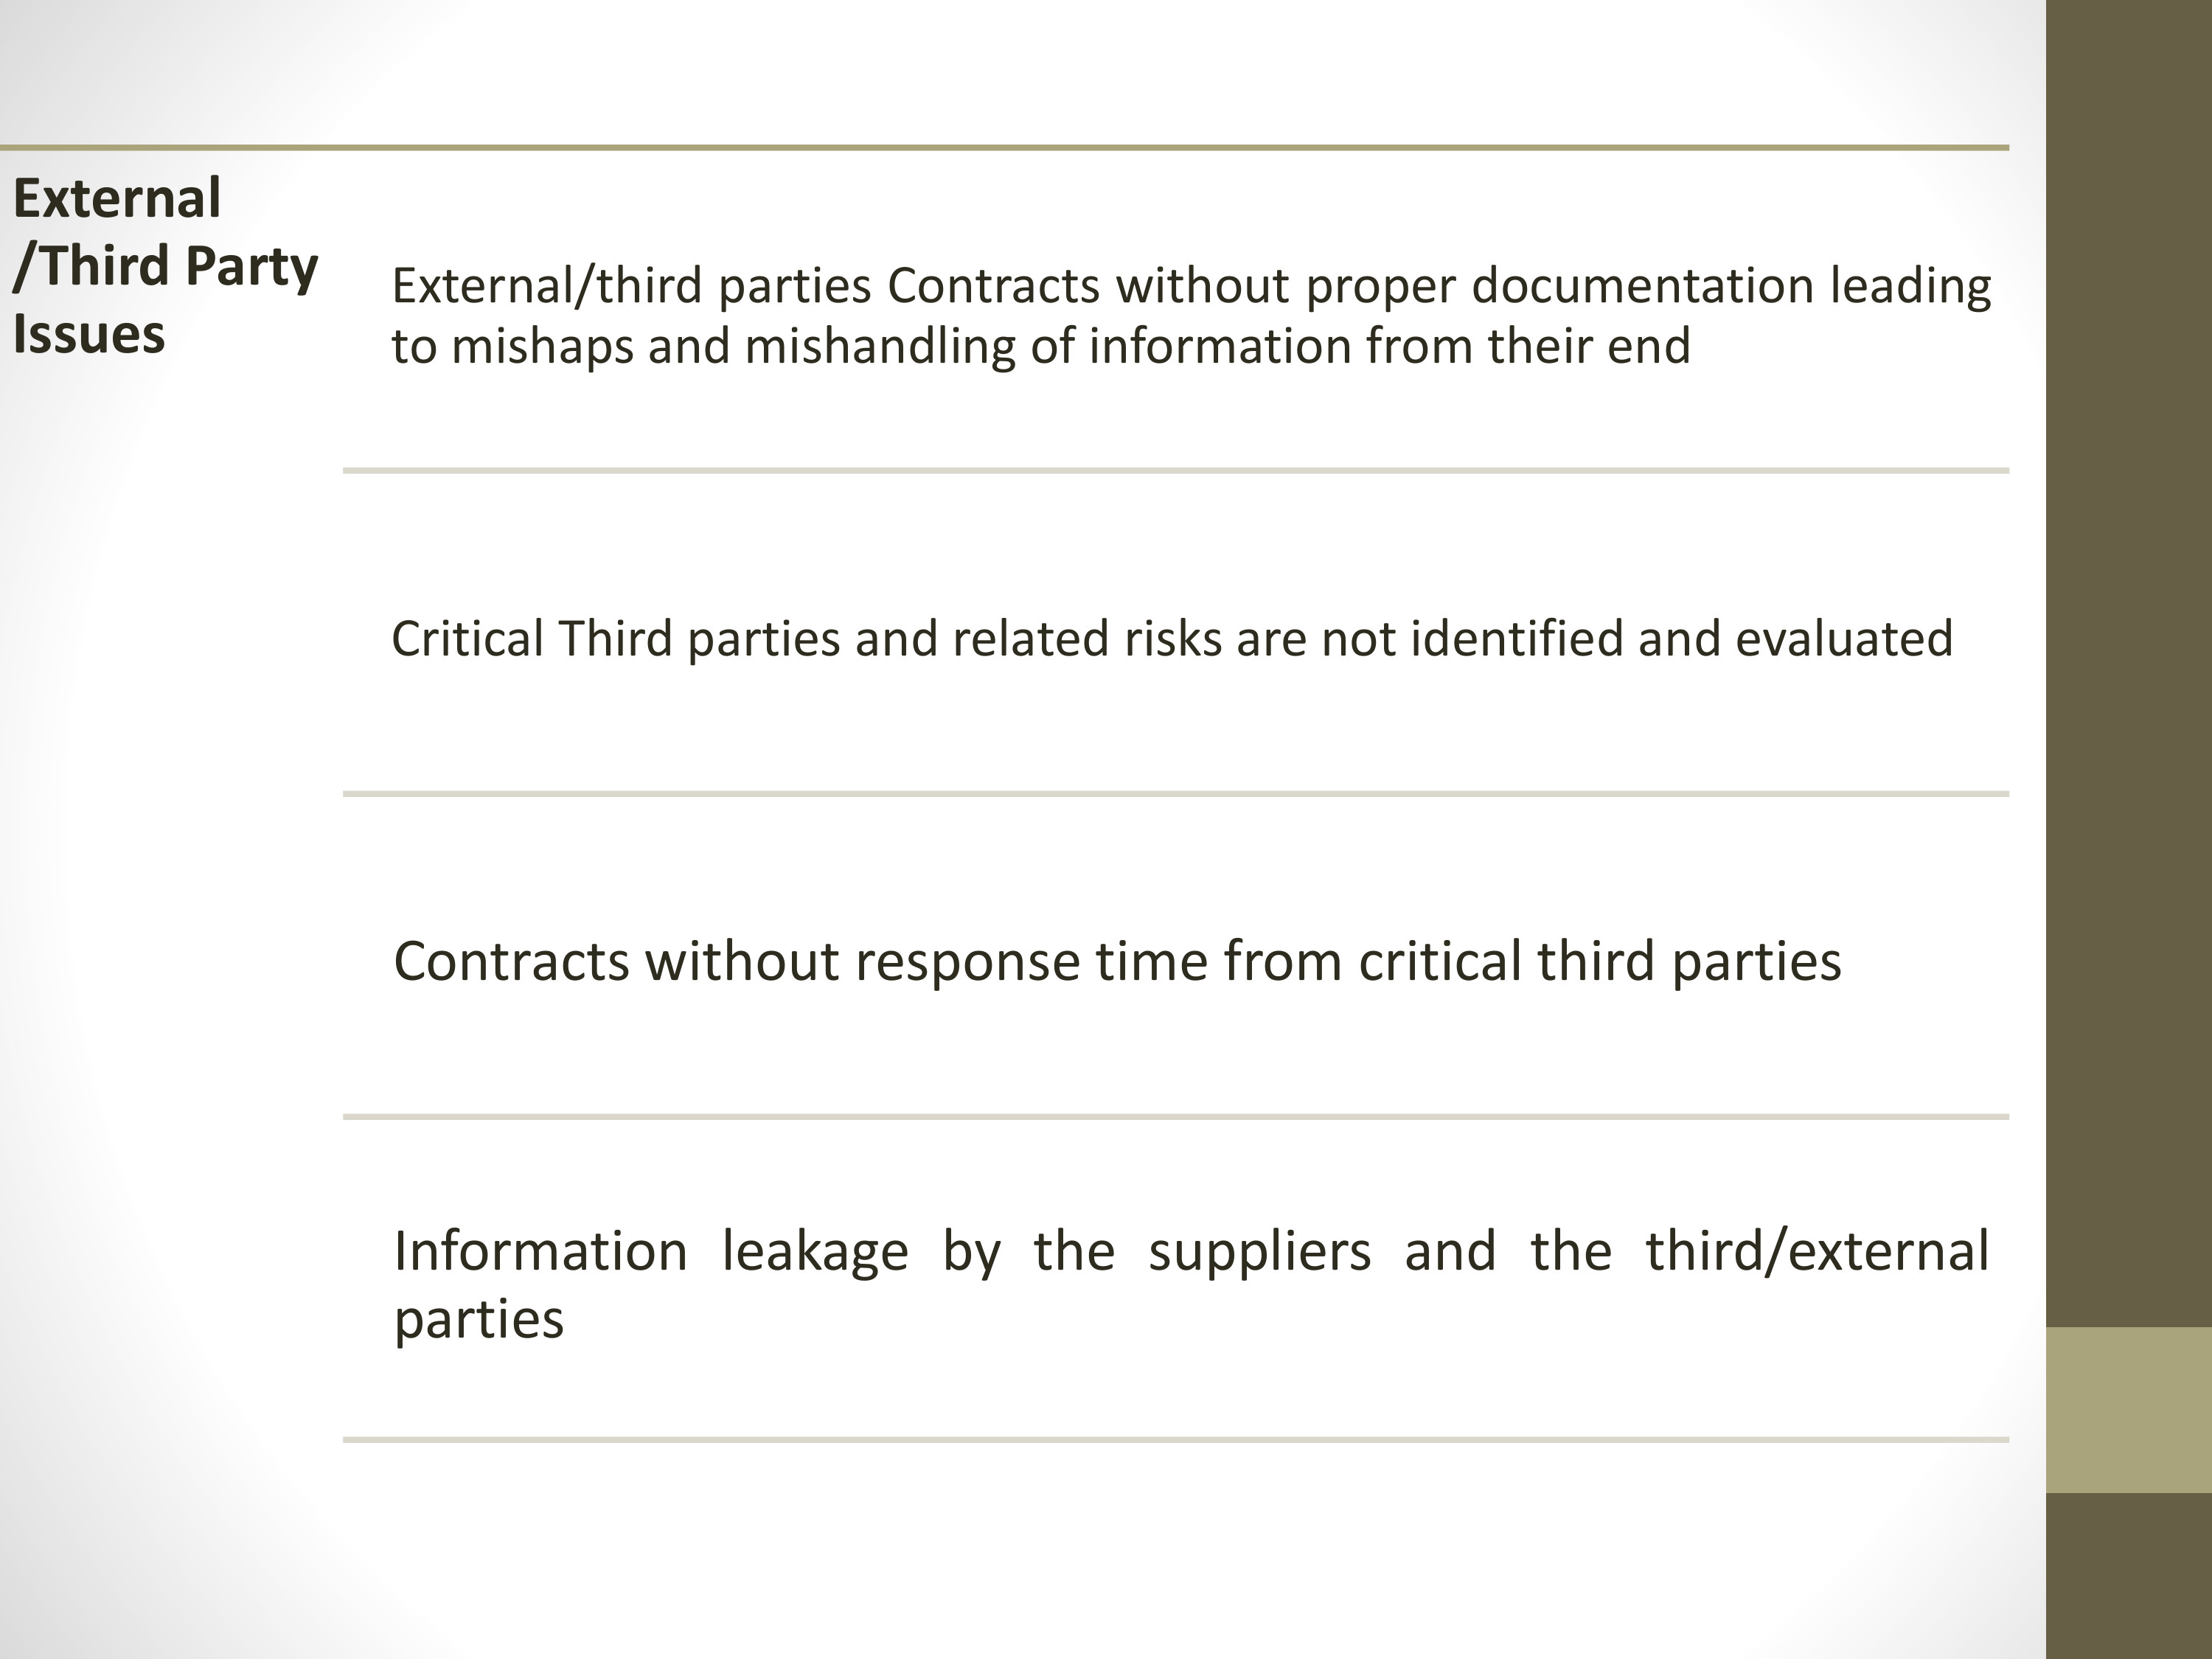 External
/Third Party
Issues
External/third parties Contracts without proper documentation leading
to mishaps and mishandling of information from their end
Critical Third parties and related risks are not identified and evaluated
Contracts without response time from critical third parties
Information leakage by the suppliers and the third/external
parties